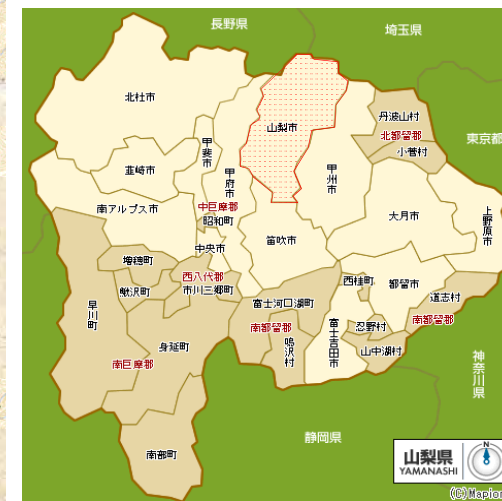 長野県
埼玉県
北杜市
山梨市
丹波山村
北都留郡
小菅村
東京都
甲斐市
甲府市
甲州市
韮崎市
南アルプス市
中巨摩郡
昭和町
大月市
上野原市
中央市
笛吹市
増穂町
西八代郡
市川三郷町
鰍沢町
西桂町
都留市
道志村
早川町
富士河口湖町
南都留郡
鳴沢村
富士吉田市
忍野村
南都留郡
山中湖村
身延町
南巨摩郡
神奈川県
静岡県
南部町
山梨県
YAMANASHI
N
(C)Mapion